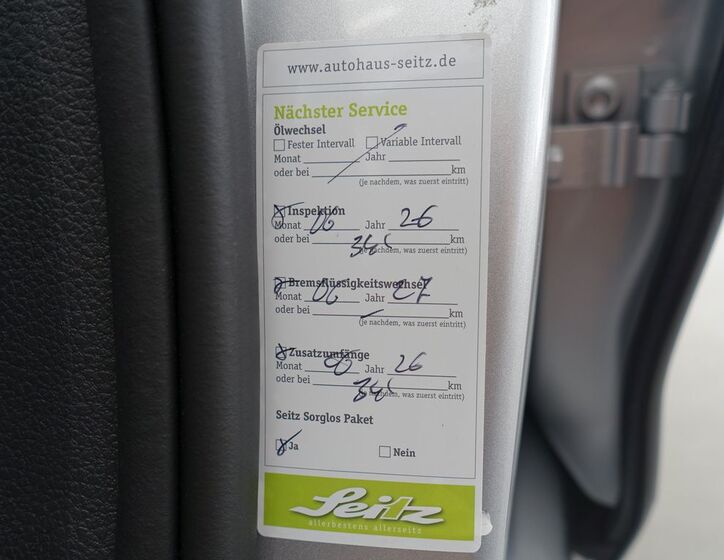 www.autohaus-seitz.de
Nächster Service
Ölwechsel
Fester Intervall Variable Intervall
Monat Jahr
oder bei km
(je nachdem, was zuerst eintritt)
Inspektion
Monat 06 Jahr 26
oder bei km
(je nachdem, was zuerst eintritt)
Bremsflüssigkeitswechsel
Monat 06 Jahr 27
oder bei km
(je nachdem, was zuerst eintritt)
Zusatzumfänge
Monat 06 Jahr 26
oder bei km
(je nachdem, was zuerst eintritt)
Seitz Sorglos Paket
Ja Nein
Seitz
allerbestens allerseitz